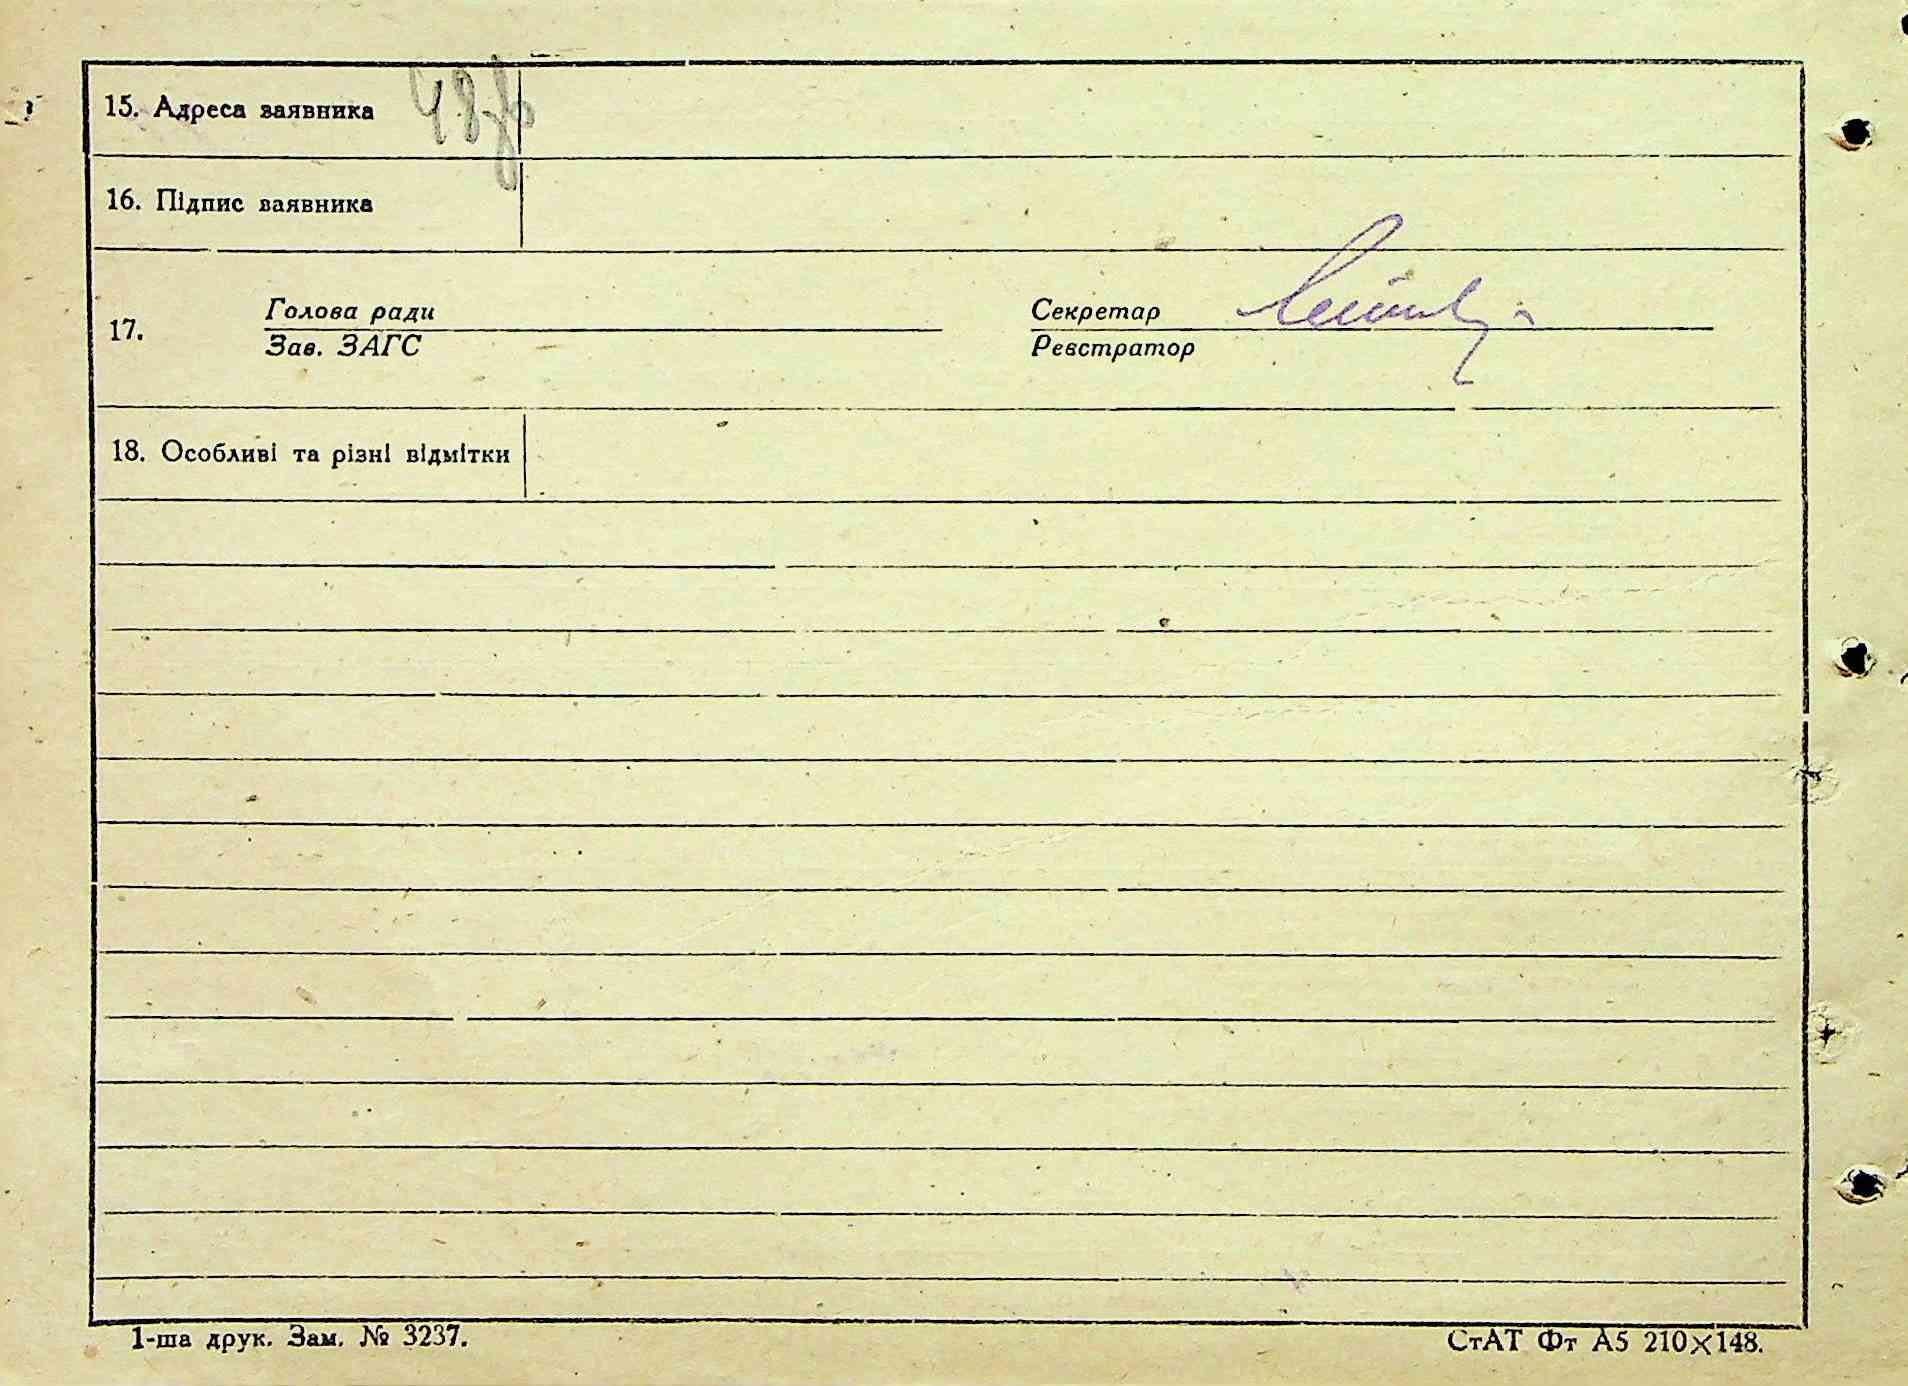 15. Адреса заявника 48
16. Підпис заявника
17. Голова ради Секретар
Зав. ЗАГС Реєстратор
18. Особливі та різні відмітки
1-ша друк. Зам. № 3237. СтАТ Фт А5 210×148.